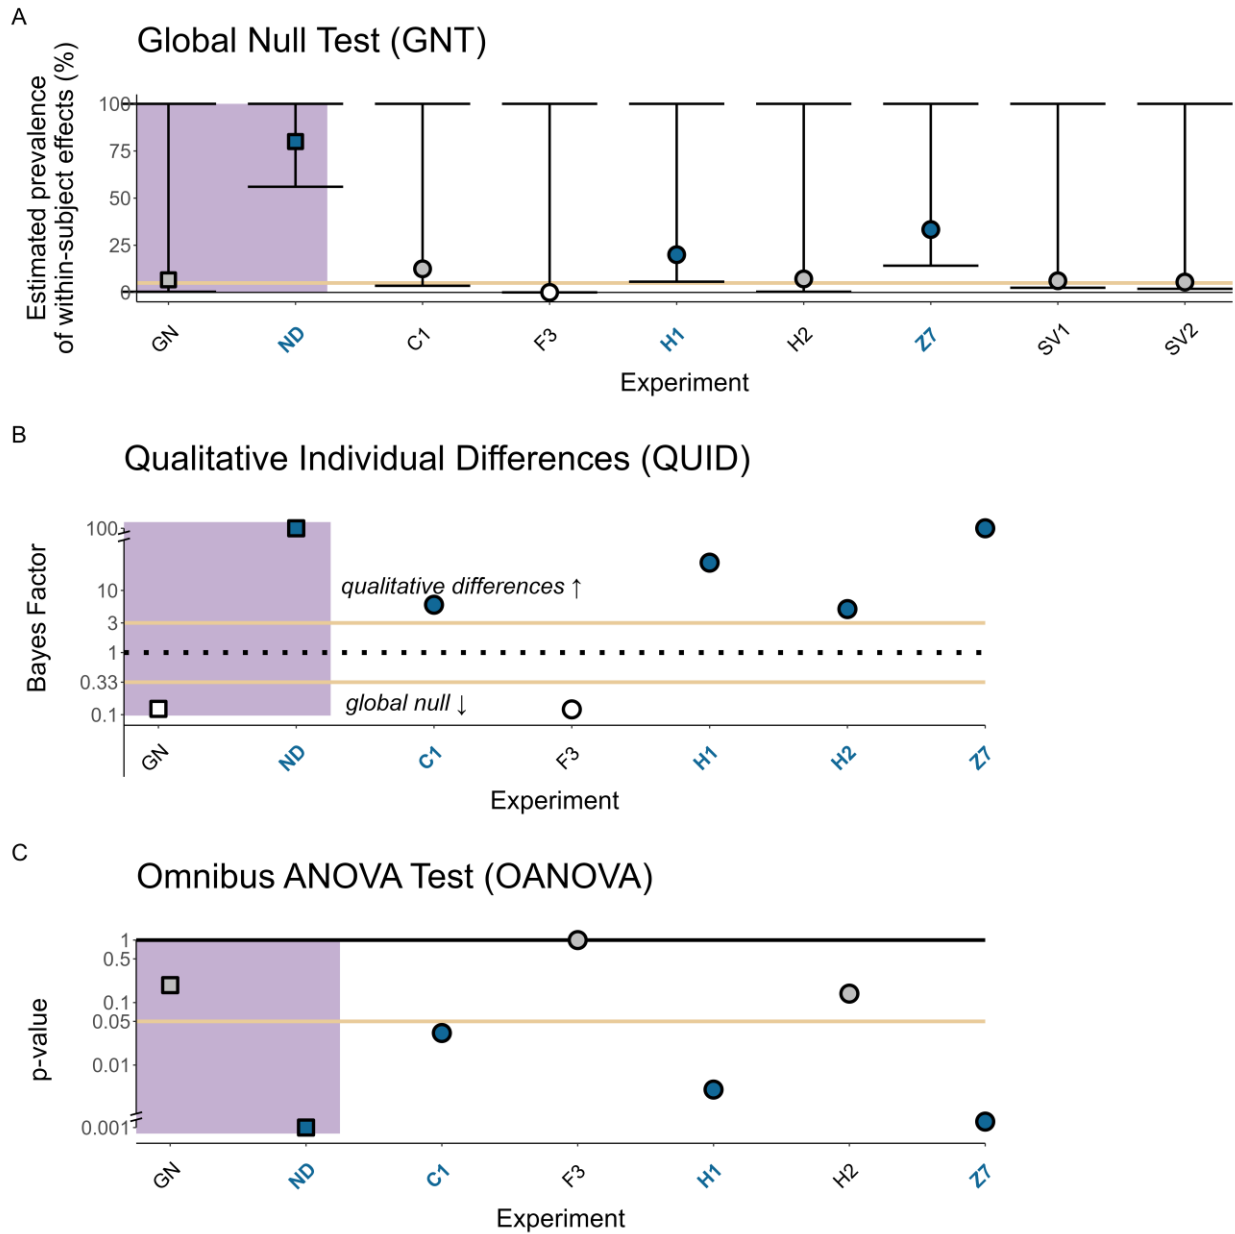 A
Global Null Test (GNT)
Estimated prevalence
of within-subject effects (%)
100
75
50
25
0
GN
ND
C1
F3
H1
H2
Z7
SV1
SV2
Experiment
B
Qualitative Individual Differences (QUID)
Bayes Factor
100
10
3
1
0.33
0.1
qualitative differences ↑
global null ↓
GN
ND
C1
F3
H1
H2
Z7
Experiment
C
Omnibus ANOVA Test (OANOVA)
p-value
1
0.5
0.1
0.05
0.01
0.001
GN
ND
C1
F3
H1
H2
Z7
Experiment